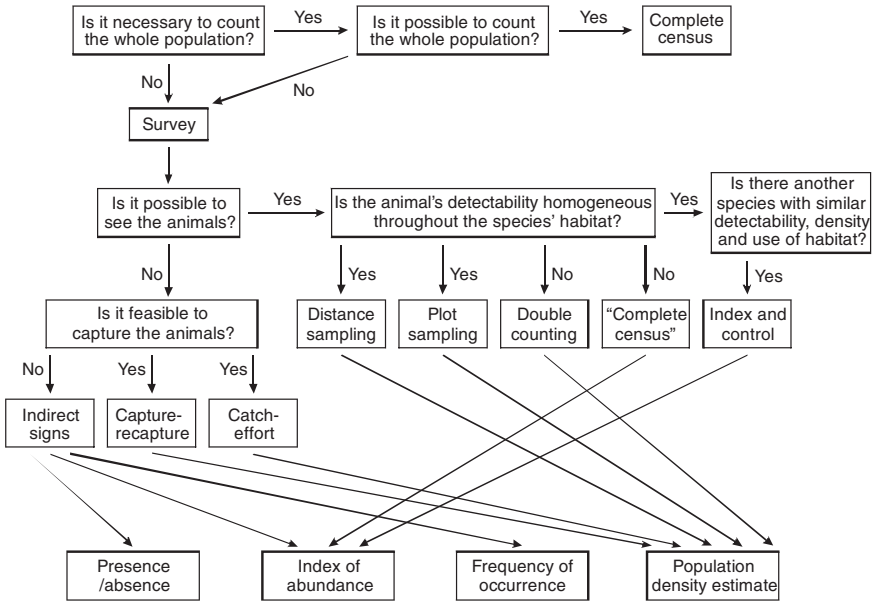 Is it necessary to count
the whole population?
Yes
Is it possible to count
the whole population?
Yes
Complete
census
No
No
Survey
Is it possible to
see the animals?
Yes
Is the animal’s detectability homogeneous
throughout the species’ habitat?
Yes
Is there another
species with similar
detectability, density
and use of habitat?
No
Yes
Yes
No
No
Yes
Is it feasible to
capture the animals?
Distance
sampling
Plot
sampling
Double
counting
“Complete
census”
Index and
control
No
Yes
Yes
Indirect
signs
Capture-
recapture
Catch-
effort
Presence
/absence
Index of
abundance
Frequency of
occurrence
Population
density estimate